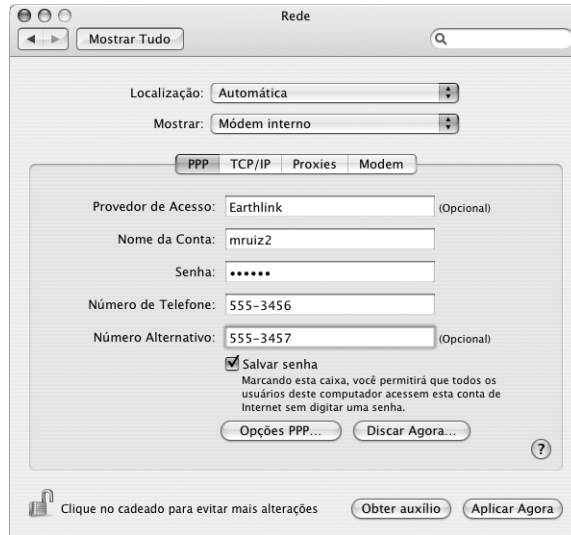 Rede
Mostrar Tudo
Localização: Automática
Mostrar: Módem interno
PPP TCP/IP Proxies Modem
Provedor de Acesso: Earthlink (Opcional)
Nome da Conta: mruiz2
Senha: ••••••
Número de Telefone: 555-3456
Número Alternativo: 555-3457 (Opcional)
Salvar senha
Marcando esta caixa, você permitirá que todos os
usuários deste computador acessem esta conta de
Internet sem digitar uma senha.
Opções PPP... Discar Agora...
?
Clique no cadeado para evitar mais alterações Obter auxílio Aplicar Agora